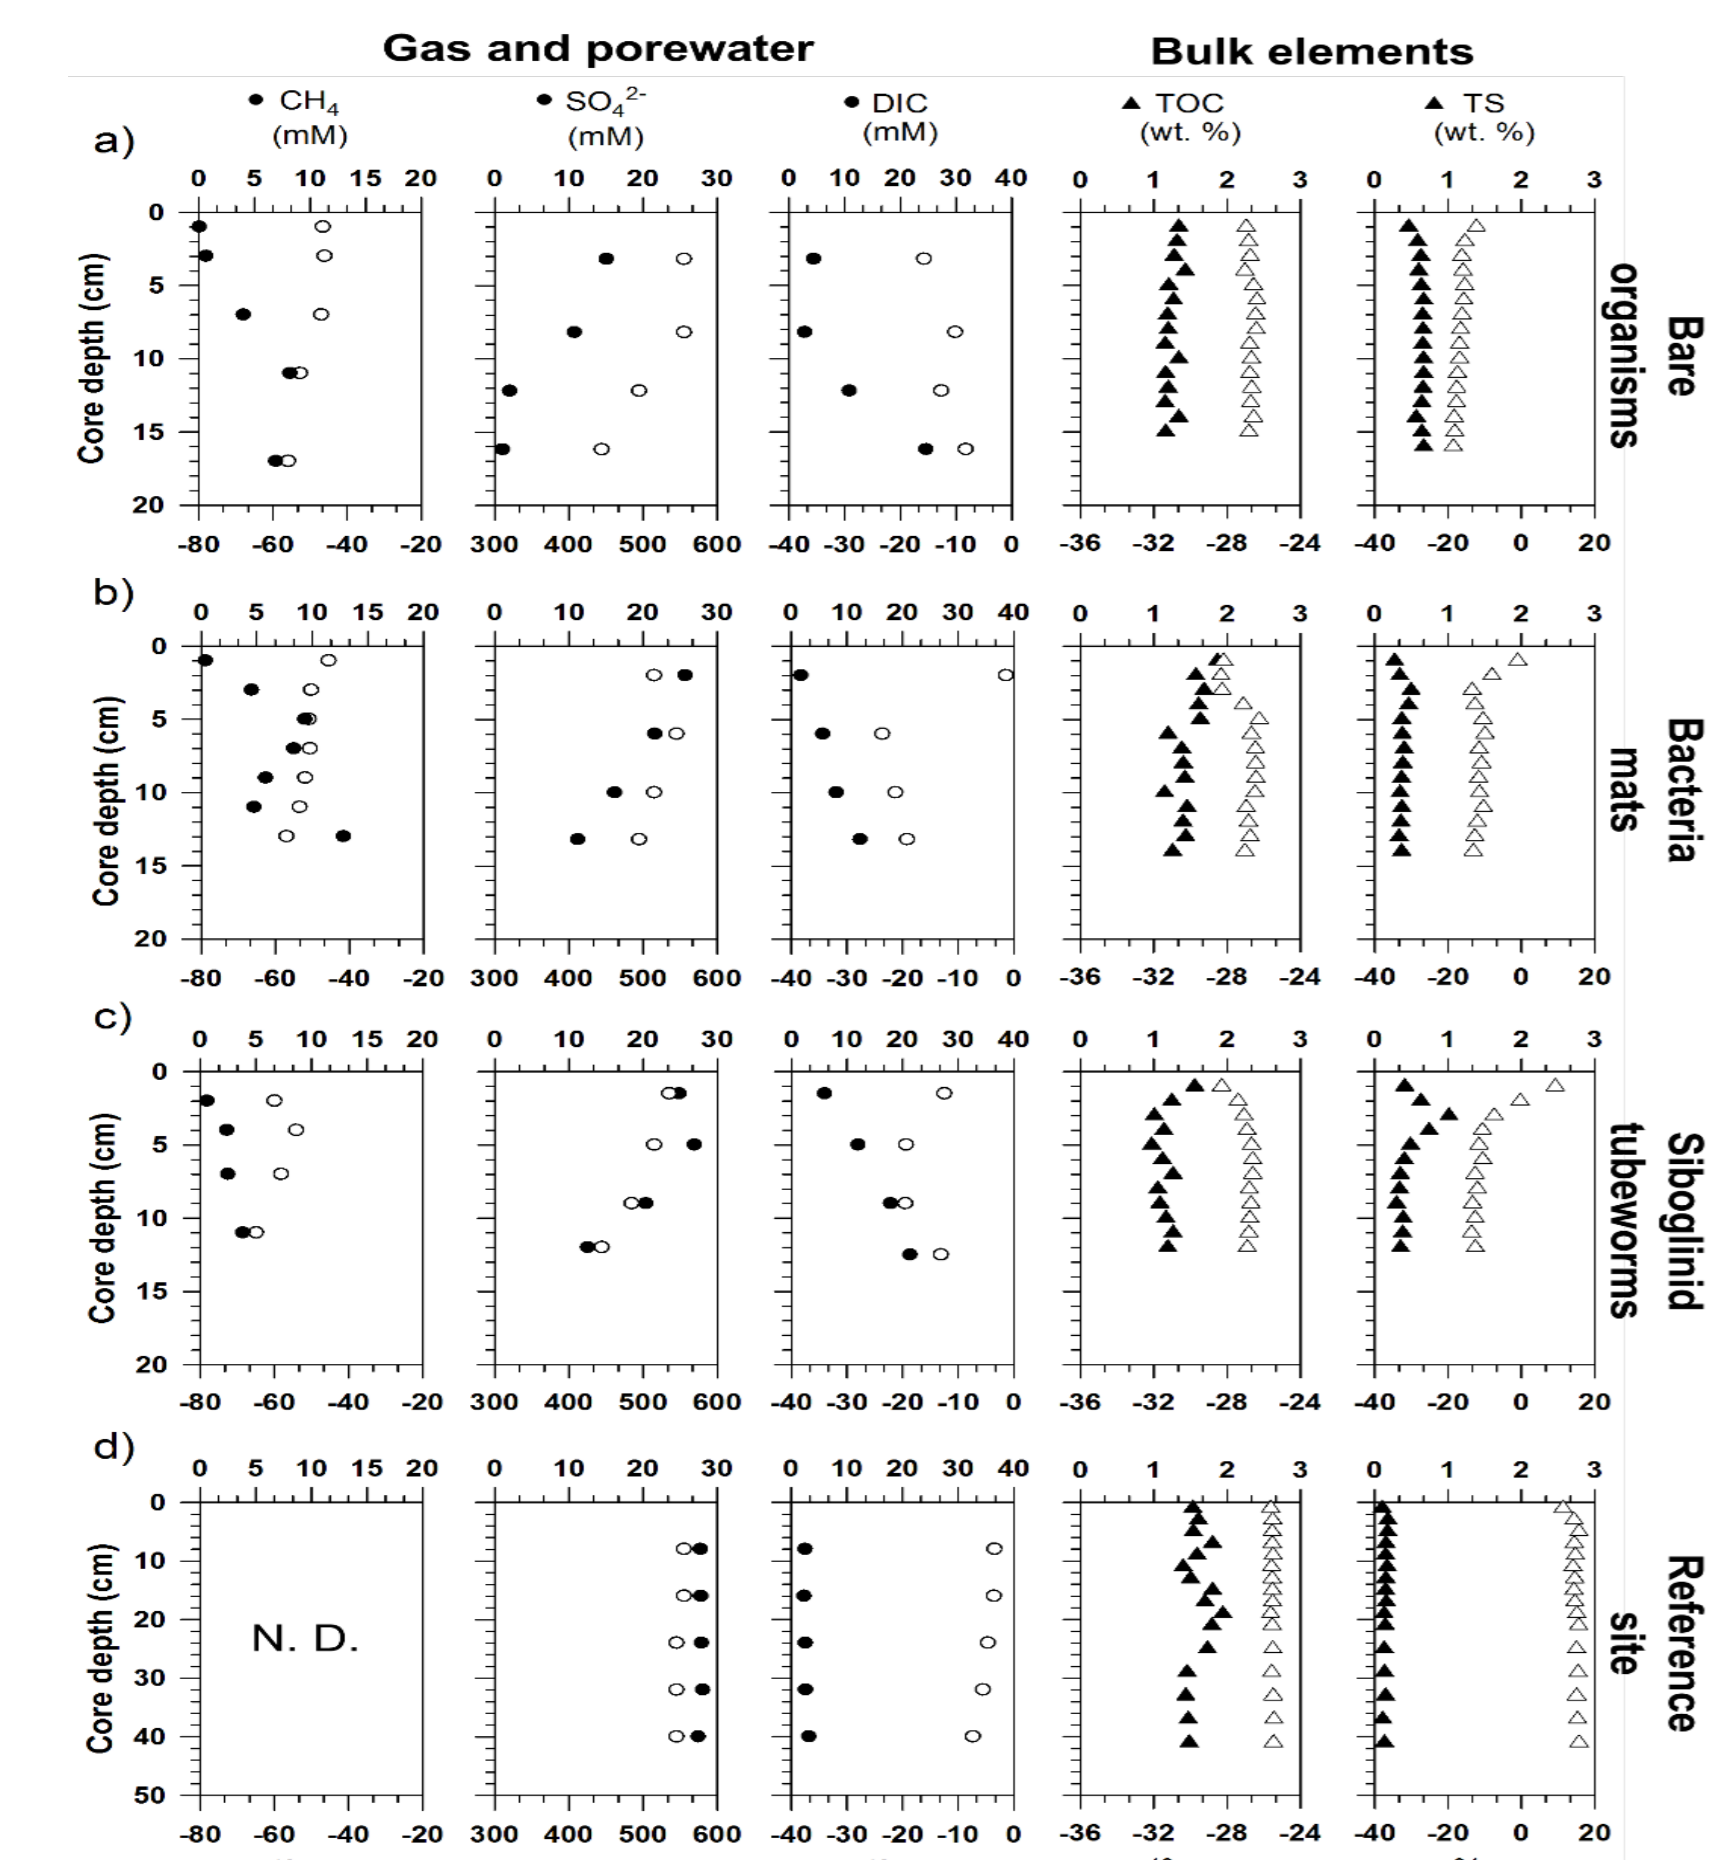 Gas and porewater Bulk elements
CH4 SO4 2- DIC TOC TS
(mM) (mM) (mM) (wt. %) (wt. %)
a)
0 5 10 15 20 0 10 20 30 0 10 20 30 40 0 1 2 3 0 1 2 3
0
5
10
15
20
Core depth (cm)
Bare
organisms
-80 -60 -40 -20 300 400 500 600 -40 -30 -20 -10 0 -36 -32 -28 -24 -40 -20 0 20
b)
0 5 10 15 20 0 10 20 30 0 10 20 30 40 0 1 2 3 0 1 2 3
0
5
10
15
20
Core depth (cm)
Bacteria
mats
-80 -60 -40 -20 300 400 500 600 -40 -30 -20 -10 0 -36 -32 -28 -24 -40 -20 0 20
c)
0 5 10 15 20 0 10 20 30 0 10 20 30 40 0 1 2 3 0 1 2 3
0
5
10
15
20
Core depth (cm)
Siboglinid
tubeworms
-80 -60 -40 -20 300 400 500 600 -40 -30 -20 -10 0 -36 -32 -28 -24 -40 -20 0 20
d)
0 5 10 15 20 0 10 20 30 0 10 20 30 40 0 1 2 3 0 1 2 3
0
10
20
30
40
50
Core depth (cm)
N. D.
Reference
site
-80 -60 -40 -20 300 400 500 600 -40 -30 -20 -10 0 -36 -32 -28 -24 -40 -20 0 20